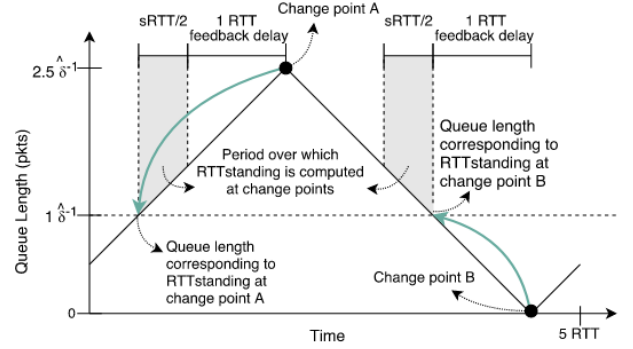 Change point A
sRTT/2
1 RTT
feedback delay
sRTT/2
1 RTT
feedback delay
2.5 δ̂⁻¹
Queue length
corresponding to
RTTstanding at
change point B
Period over which
RTTstanding is computed
at change points
Queue Length (pkts)
1 δ̂⁻¹
Queue length
corresponding to
RTTstanding at
change point A
Change point B
0
Time
5 RTT